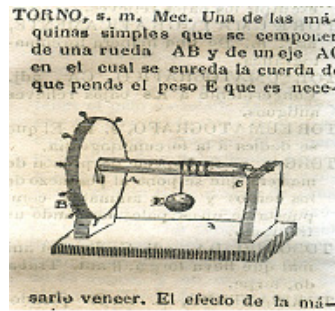 TORNO, s. m. Mec. Una de las má-
quinas simples que se componen
de una rueda AB y de un eje AC
en el cual se enreda la cuerda d
que pende el peso E que es nece-
B
E
C
sario vencer. El efecto de la má-